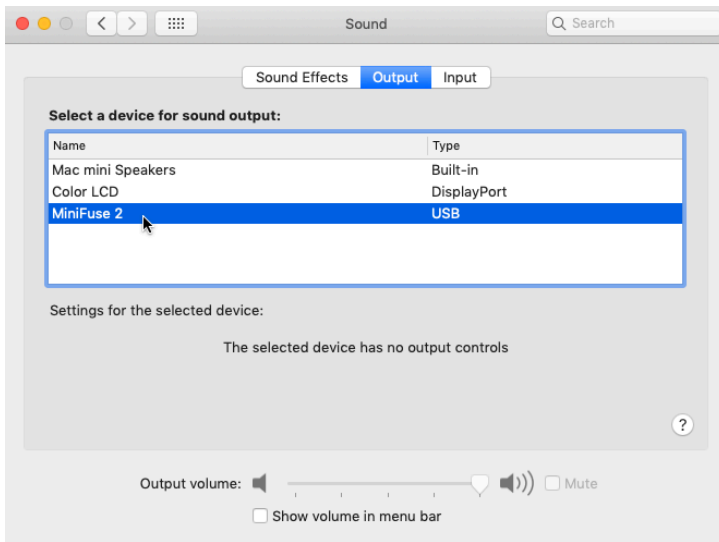 Sound
Search
Sound Effects Output Input
Select a device for sound output:
Name Type
Mac mini Speakers Built-in
Color LCD DisplayPort
MiniFuse 2 USB
Settings for the selected device:
The selected device has no output controls
?
Output volume: Mute
Show volume in menu bar